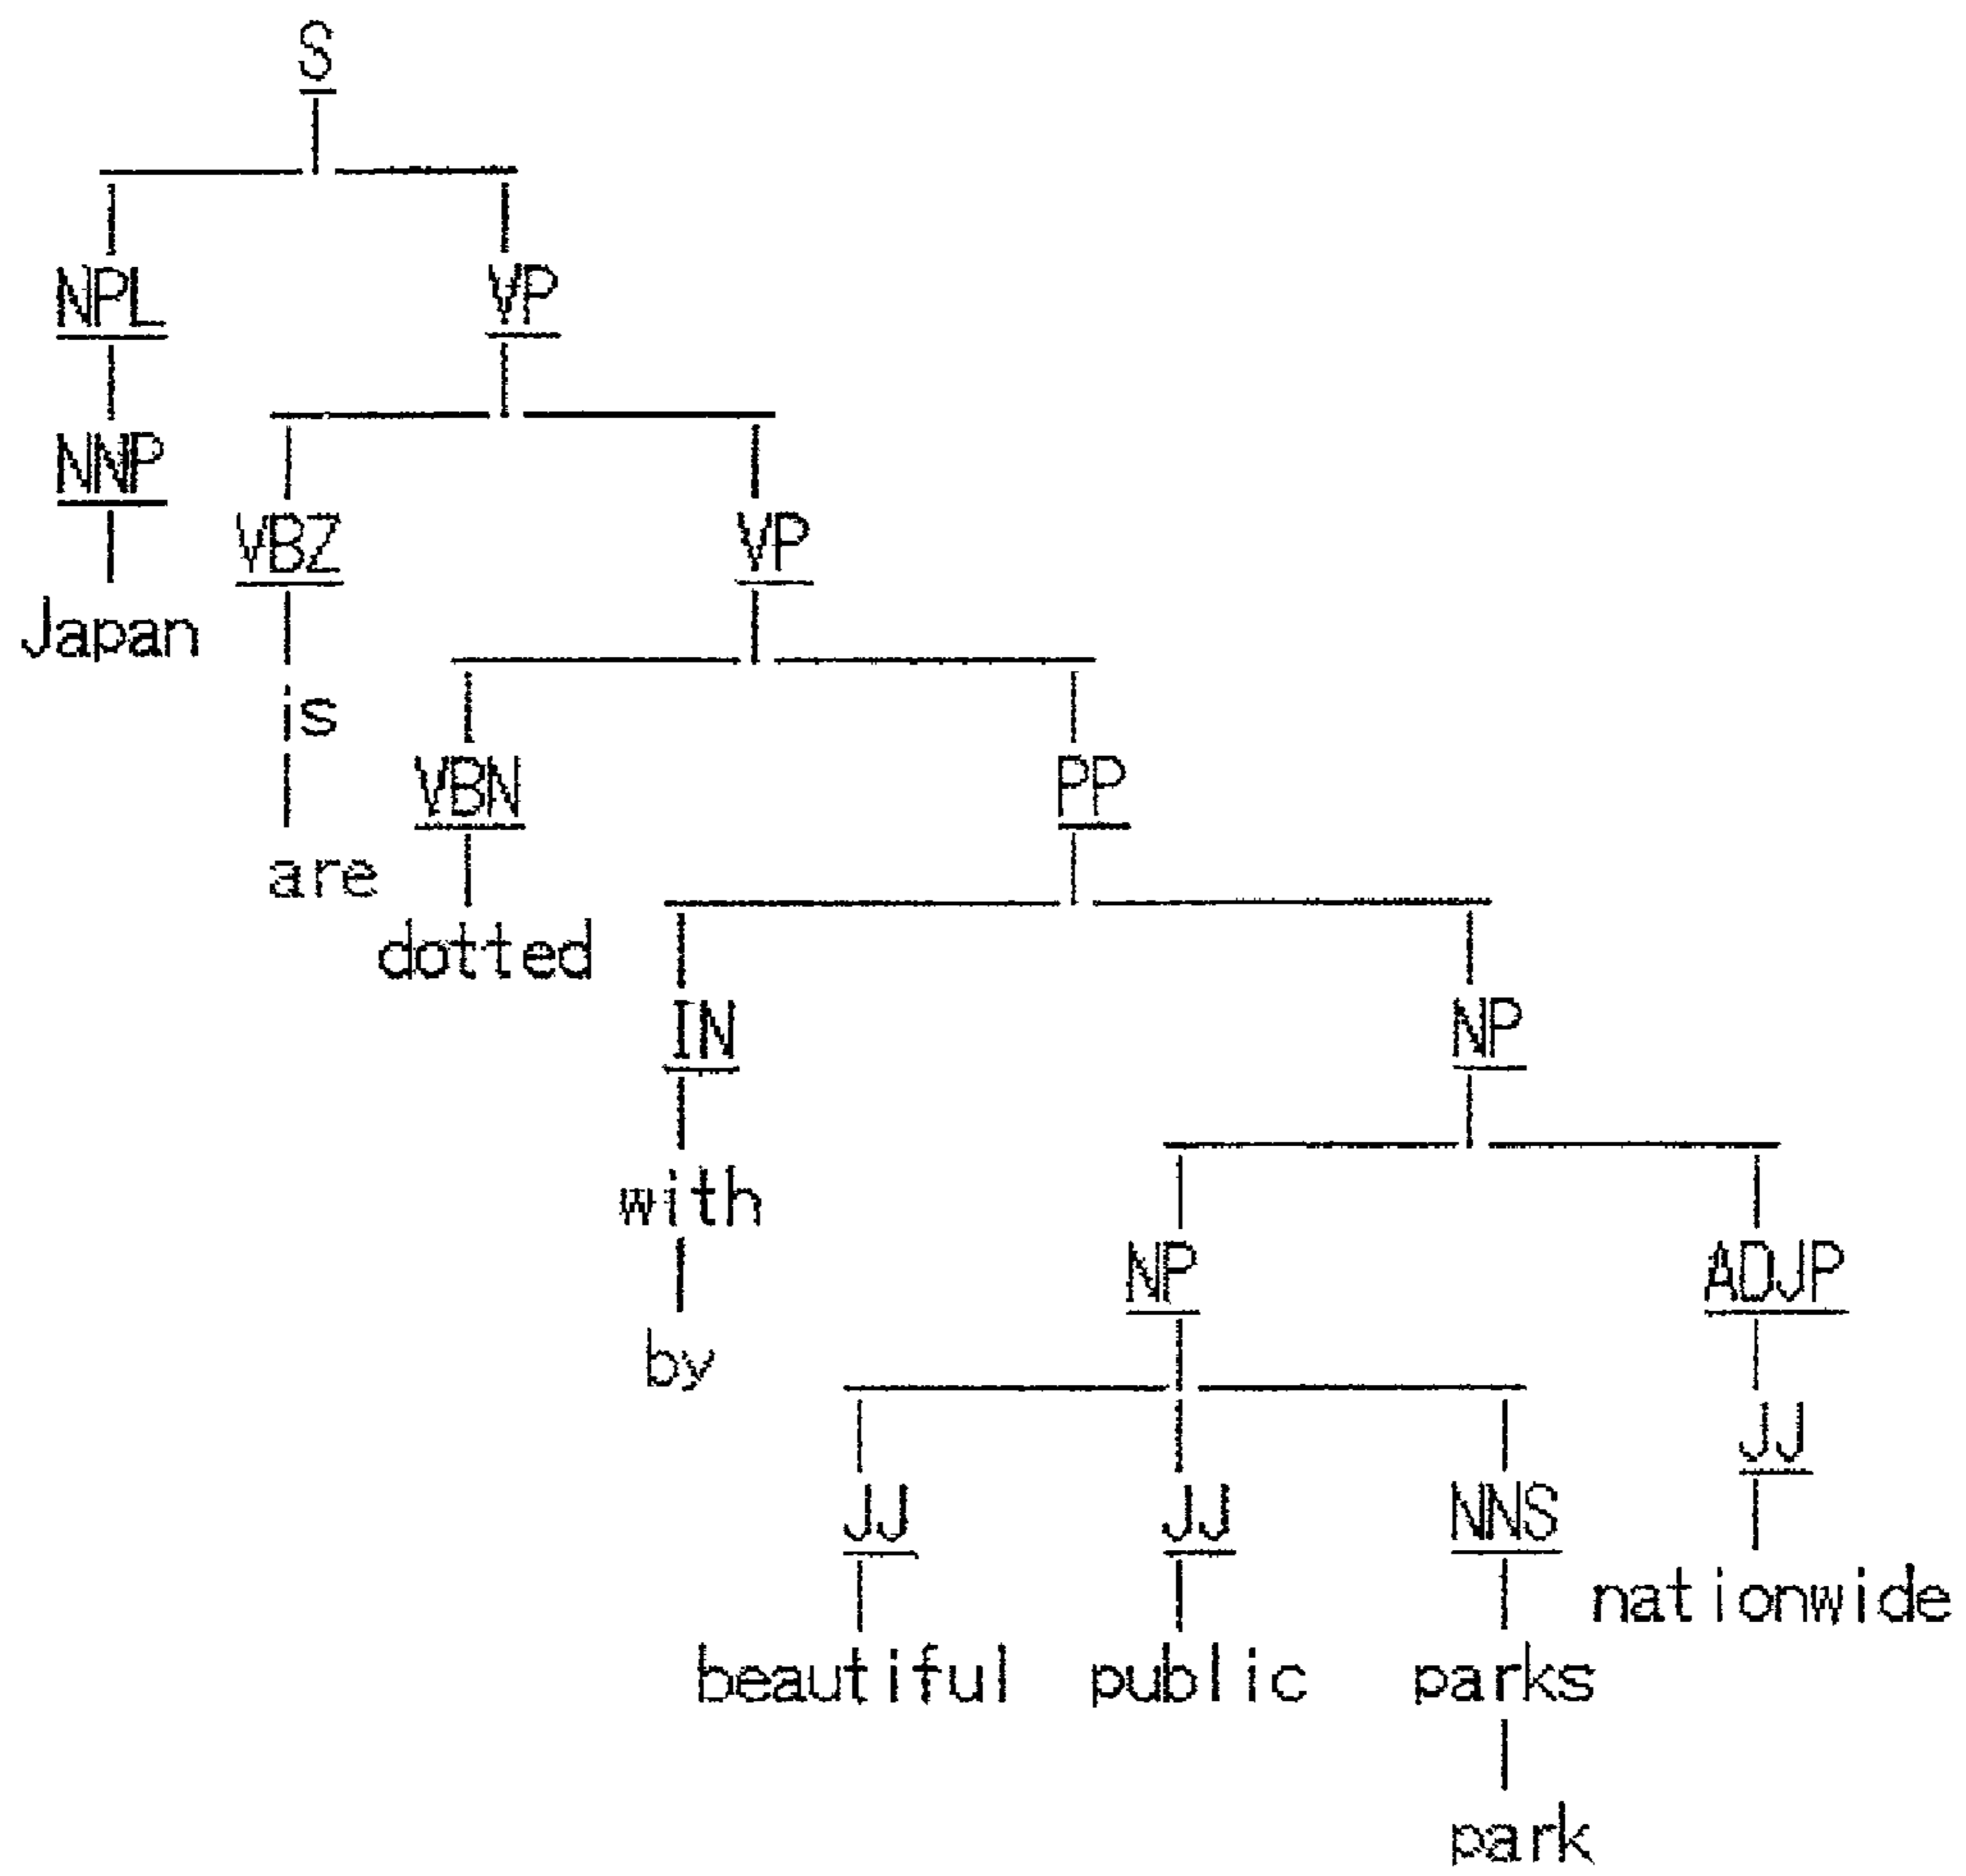 S
NPL VP
NNP
VBZ VP
Japan
is
VBN PP
are
dotted
IN NP
with
NP ADJP
by
JJ
JJ JJ NNS
nationwide
beautiful public parks
park